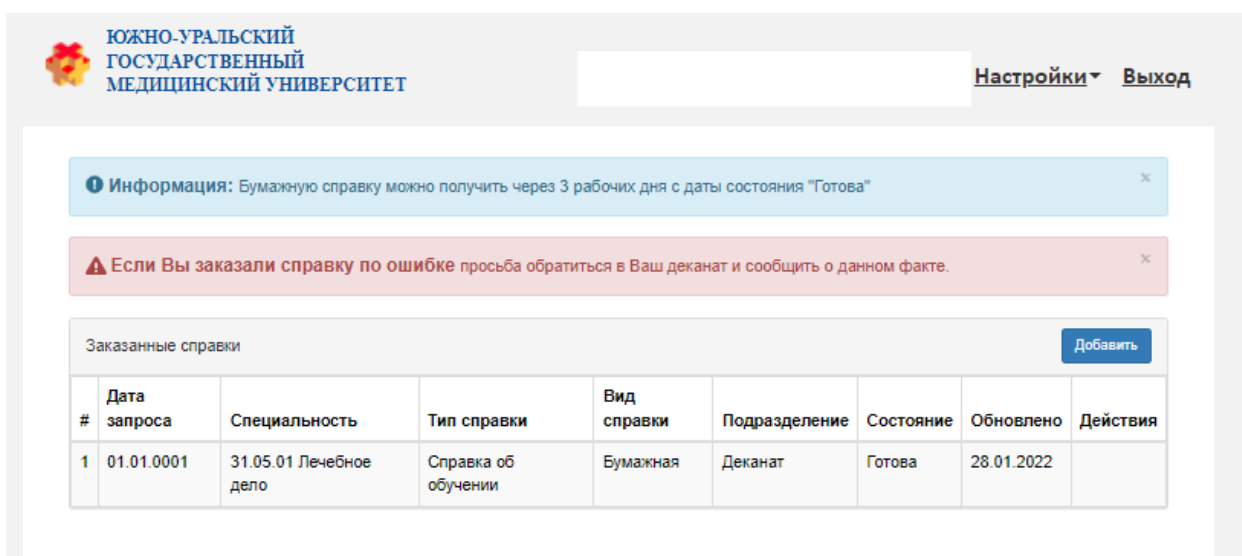 ЮЖНО-УРАЛЬСКИЙ
ГОСУДАРСТВЕННЫЙ
МЕДИЦИНСКИЙ УНИВЕРСИТЕТ
Настройки Выход
Информация: Бумажную справку можно получить через 3 рабочих дня с даты состояния "Готова" ×
Если Вы заказали справку по ошибке просьба обратиться в Ваш деканат и сообщить о данном факте. ×
Заказанные справки Добавить
# Дата запроса Специальность Тип справки Вид справки Подразделение Состояние Обновлено Действия
1 01.01.0001 31.05.01 Лечебное дело Справка об обучении Бумажная Деканат Готова 28.01.2022